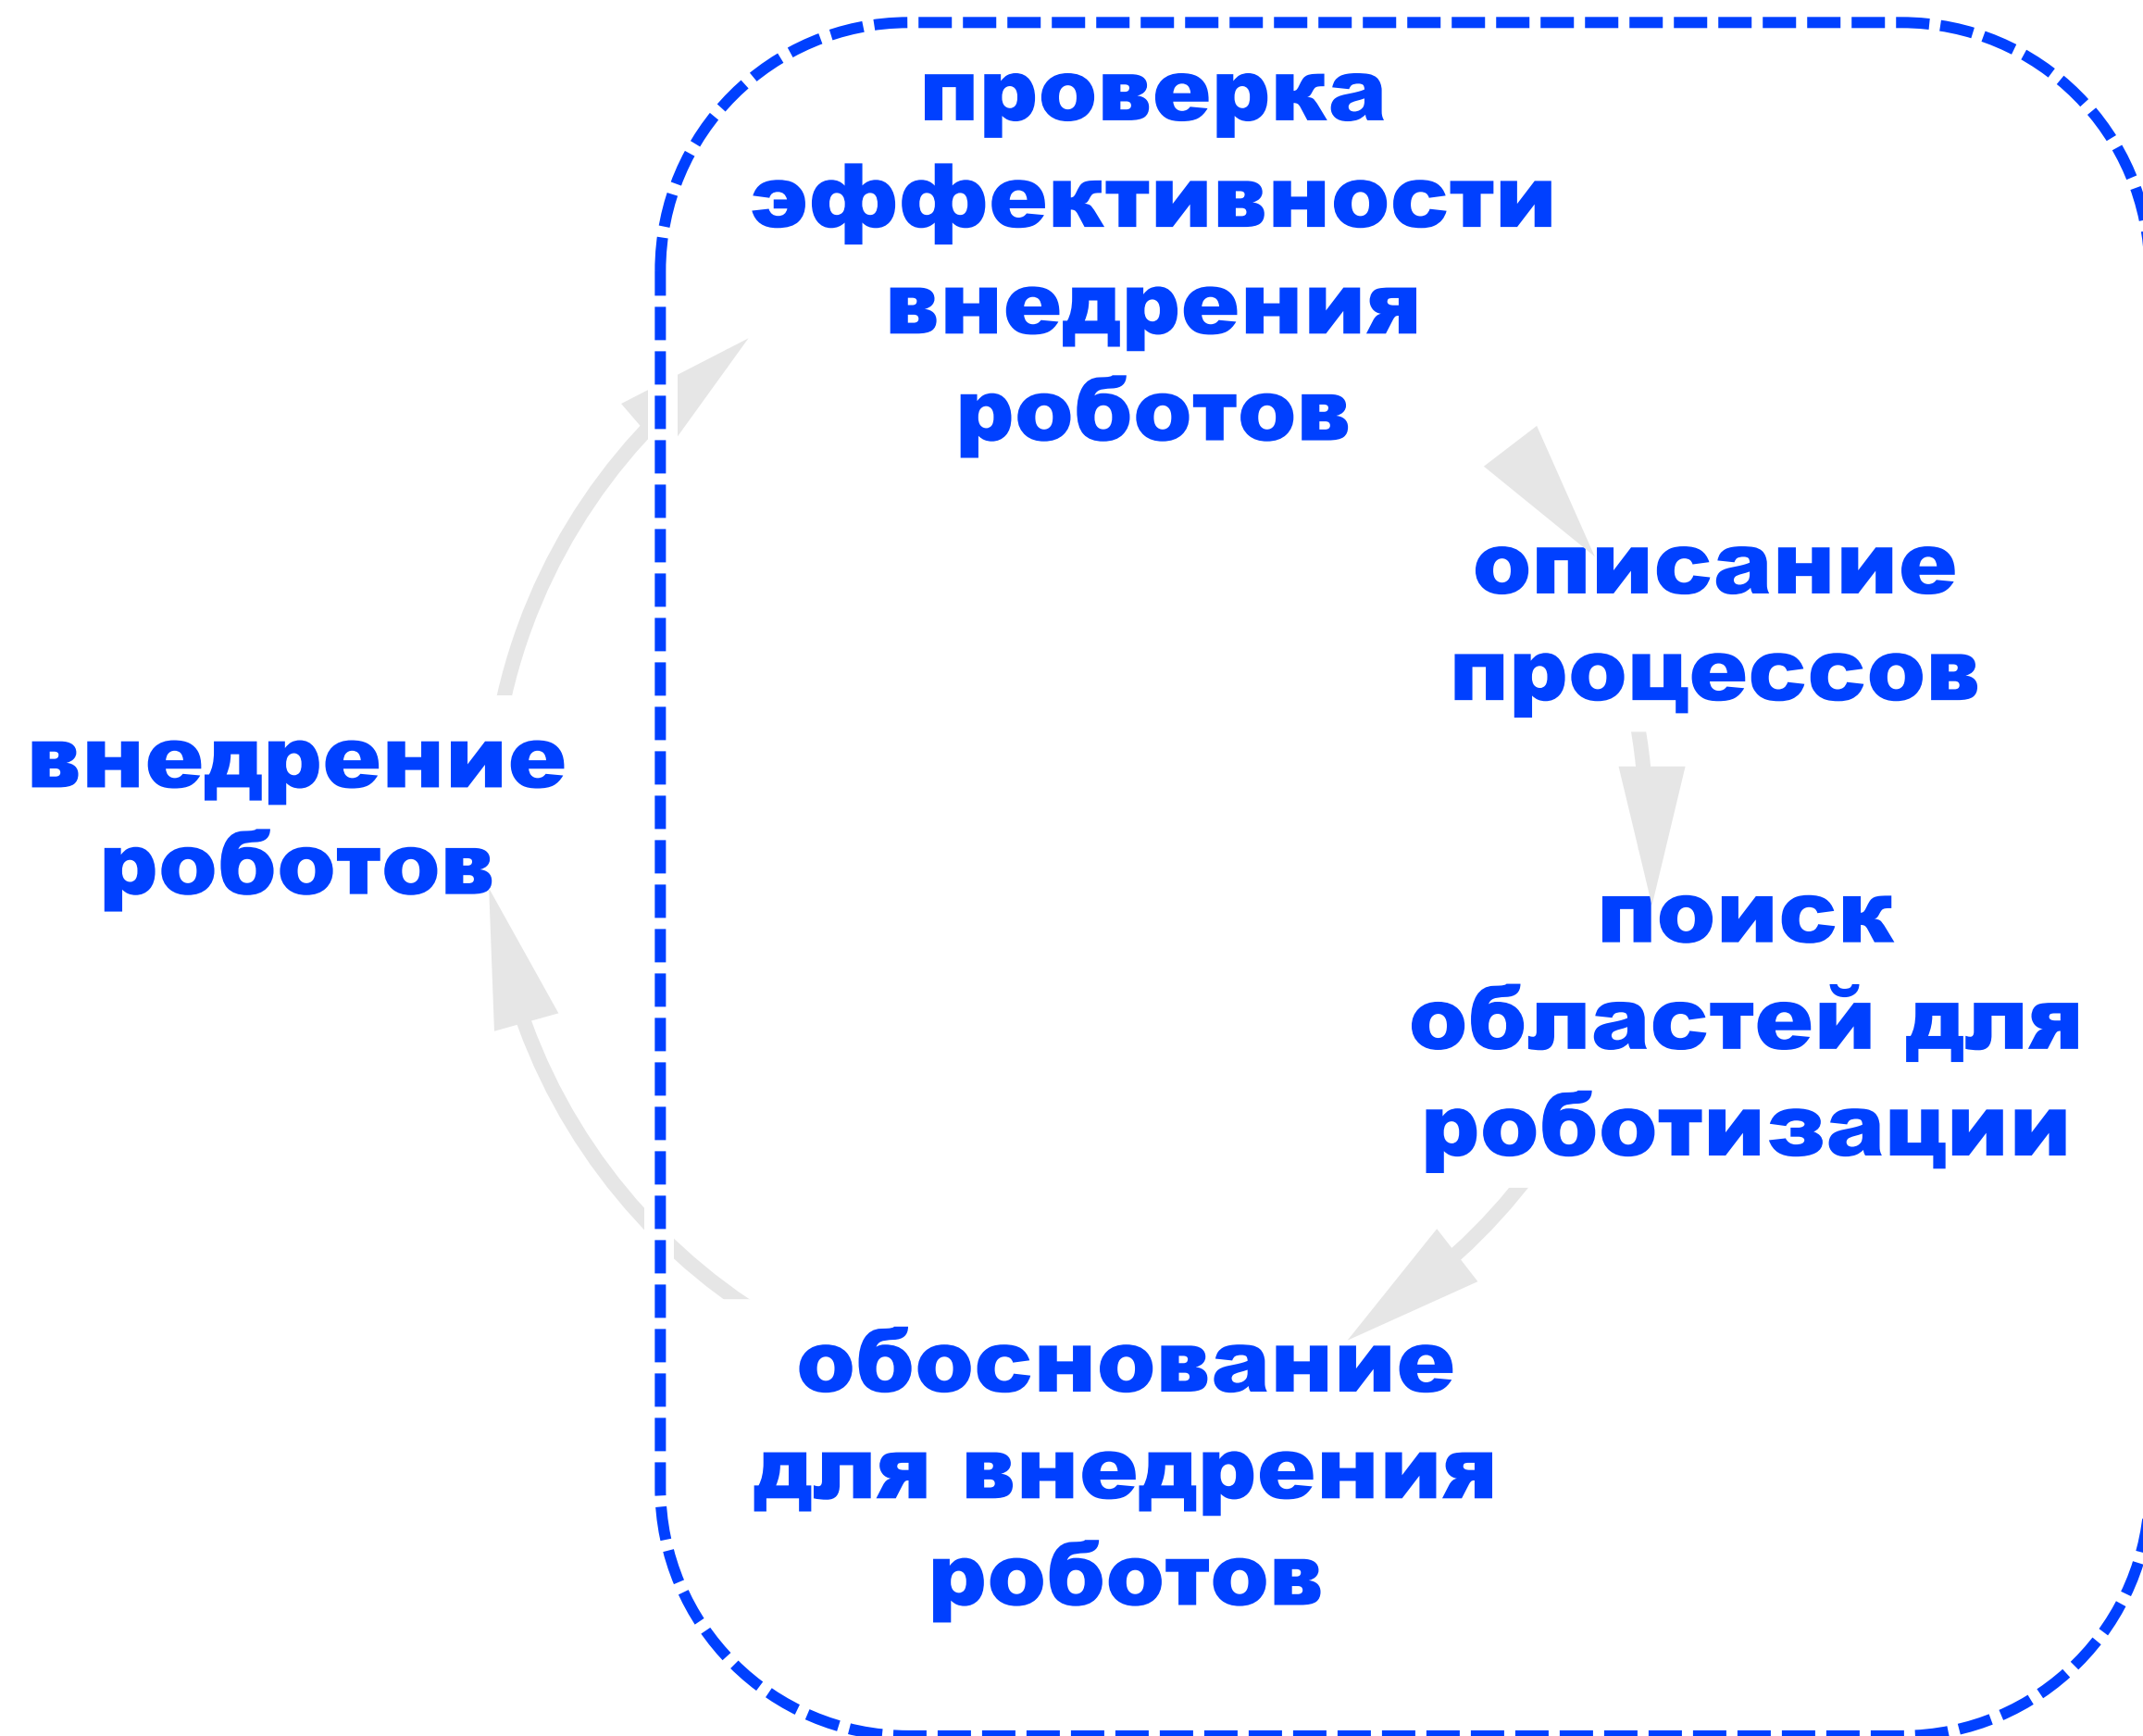 проверка
эффективности
внедрения
роботов
описание
процессов
внедрение
роботов
поиск
областей для
роботизации
обоснование
для внедрения
роботов